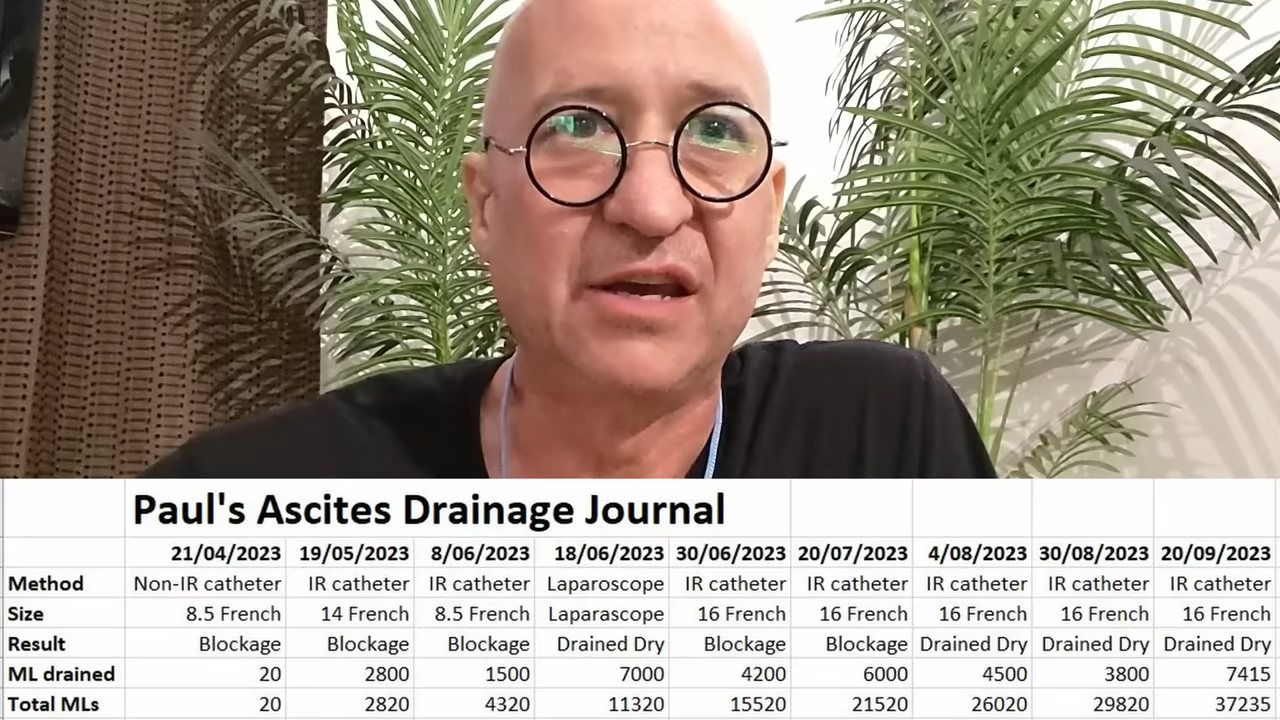 Paul's Ascites Drainage Journal
21/04/2023 19/05/2023 8/06/2023 18/06/2023 30/06/2023 20/07/2023 4/08/2023 30/08/2023 20/09/2023
Method Non-IR catheter IR catheter IR catheter Laparoscope IR catheter IR catheter IR catheter IR catheter IR catheter
Size 8.5 French 14 French 8.5 French Laparascope 16 French 16 French 16 French 16 French 16 French
Result Blockage Blockage Blockage Drained Dry Blockage Blockage Drained Dry Drained Dry Drained Dry
ML drained 20 2800 1500 7000 4200 6000 4500 3800 7415
Total MLs 20 2820 4320 11320 15520 21520 26020 29820 37235